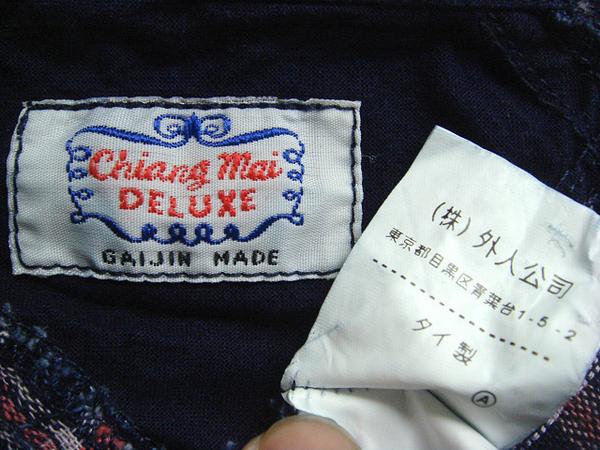 Chiang Mai
DELUXE
GAIJIN MADE
(株)外人公司
東京都目黒区青葉台1-5-2
タイ製
Ⓐ